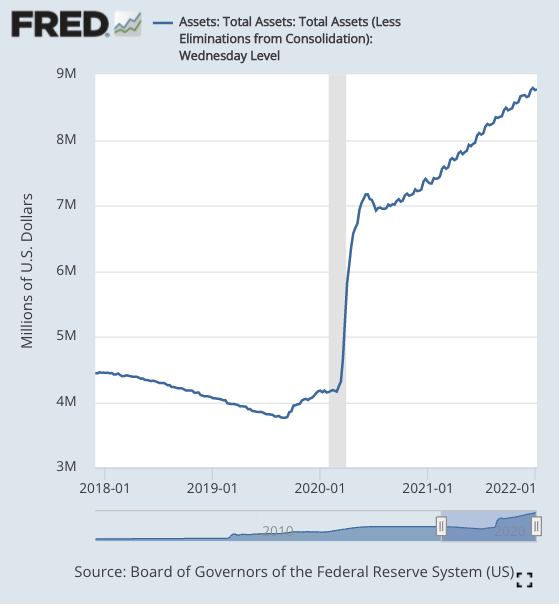 FRED
Assets: Total Assets: Total Assets (Less
Eliminations from Consolidation):
Wednesday Level
9M
8M
7M
6M
5M
4M
3M
Millions of U.S. Dollars
2018-01 2019-01 2020-01 2021-01 2022-01
2010 2020
Source: Board of Governors of the Federal Reserve System (US)